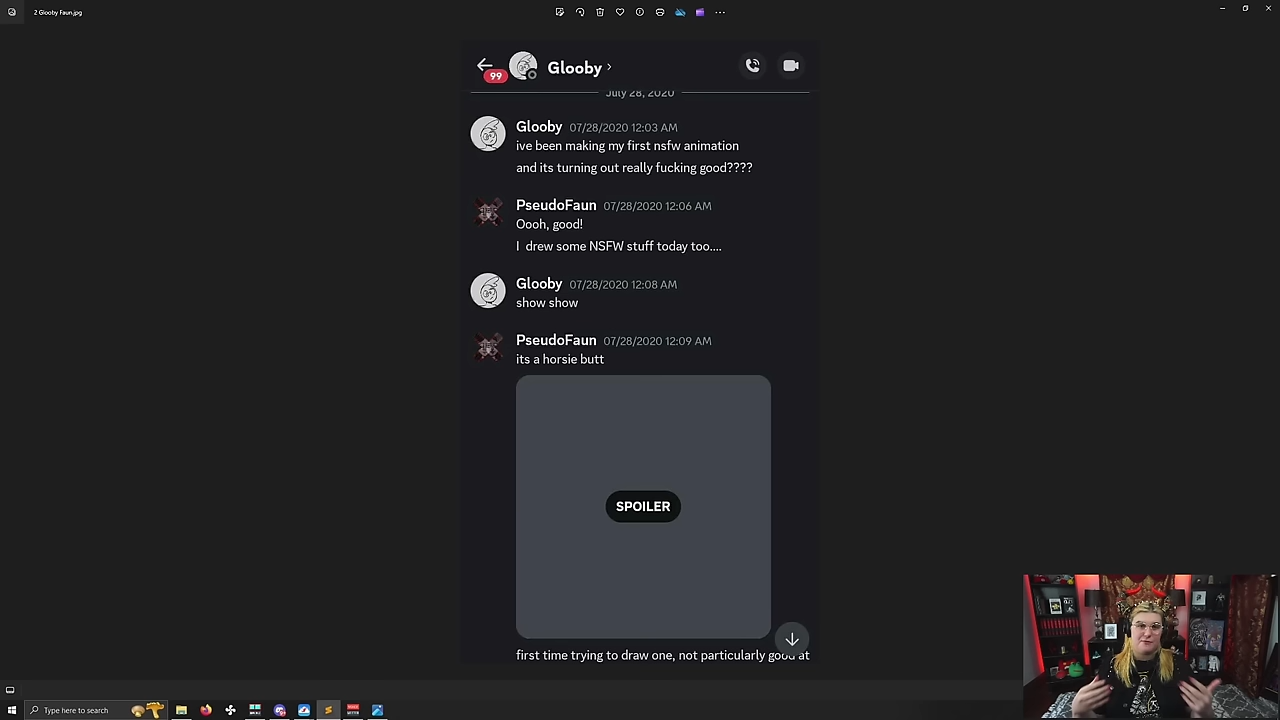 2 Glooby Faun.jpg
99
Glooby
July 28, 2020
Glooby 07/28/2020 12:03 AM
ive been making my first nsfw animation
and its turning out really fucking good????
PseudoFaun 07/28/2020 12:06 AM
Oooh, good!
I drew some NSFW stuff today too....
Glooby 07/28/2020 12:08 AM
show show
PseudoFaun 07/28/2020 12:09 AM
its a horsie butt
SPOILER
first time trying to draw one, not particularly good at
Type here to search